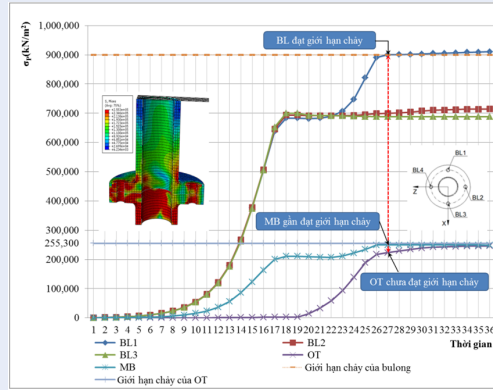 σₚ(kN/m²)
1,000,000
BL đạt giới hạn chảy
900,000
800,000
700,000
600,000
500,000
400,000
300,000
255,300
200,000
100,000
0
S, Mises
(Avg: 75%)
BL1
BL4
Z
BL2
BL3
X
MB gần đạt giới hạn chảy
OT chưa đạt giới hạn chảy
1 2 3 4 5 6 7 8 9 10 11 12 13 14 15 16 17 18 19 20 21 22 23 24 25 26 27 28 29 30 31 32 33 34 35 36
Thời gian
BL1 BL2
BL3 OT
MB Giới hạn chảy của bulong
Giới hạn chảy của OT